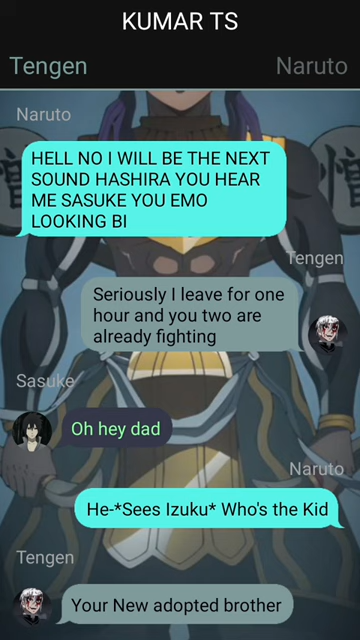 KUMAR TS
Tengen
Naruto
Naruto
HELL NO I WILL BE THE NEXT
SOUND HASHIRA YOU HEAR
ME SASUKE YOU EMO
LOOKING BI
Tengen
Seriously I leave for one
hour and you two are
already fighting
Sasuke
Oh hey dad
Naruto
He-*Sees Izuku* Who's the Kid
Tengen
Your New adopted brother